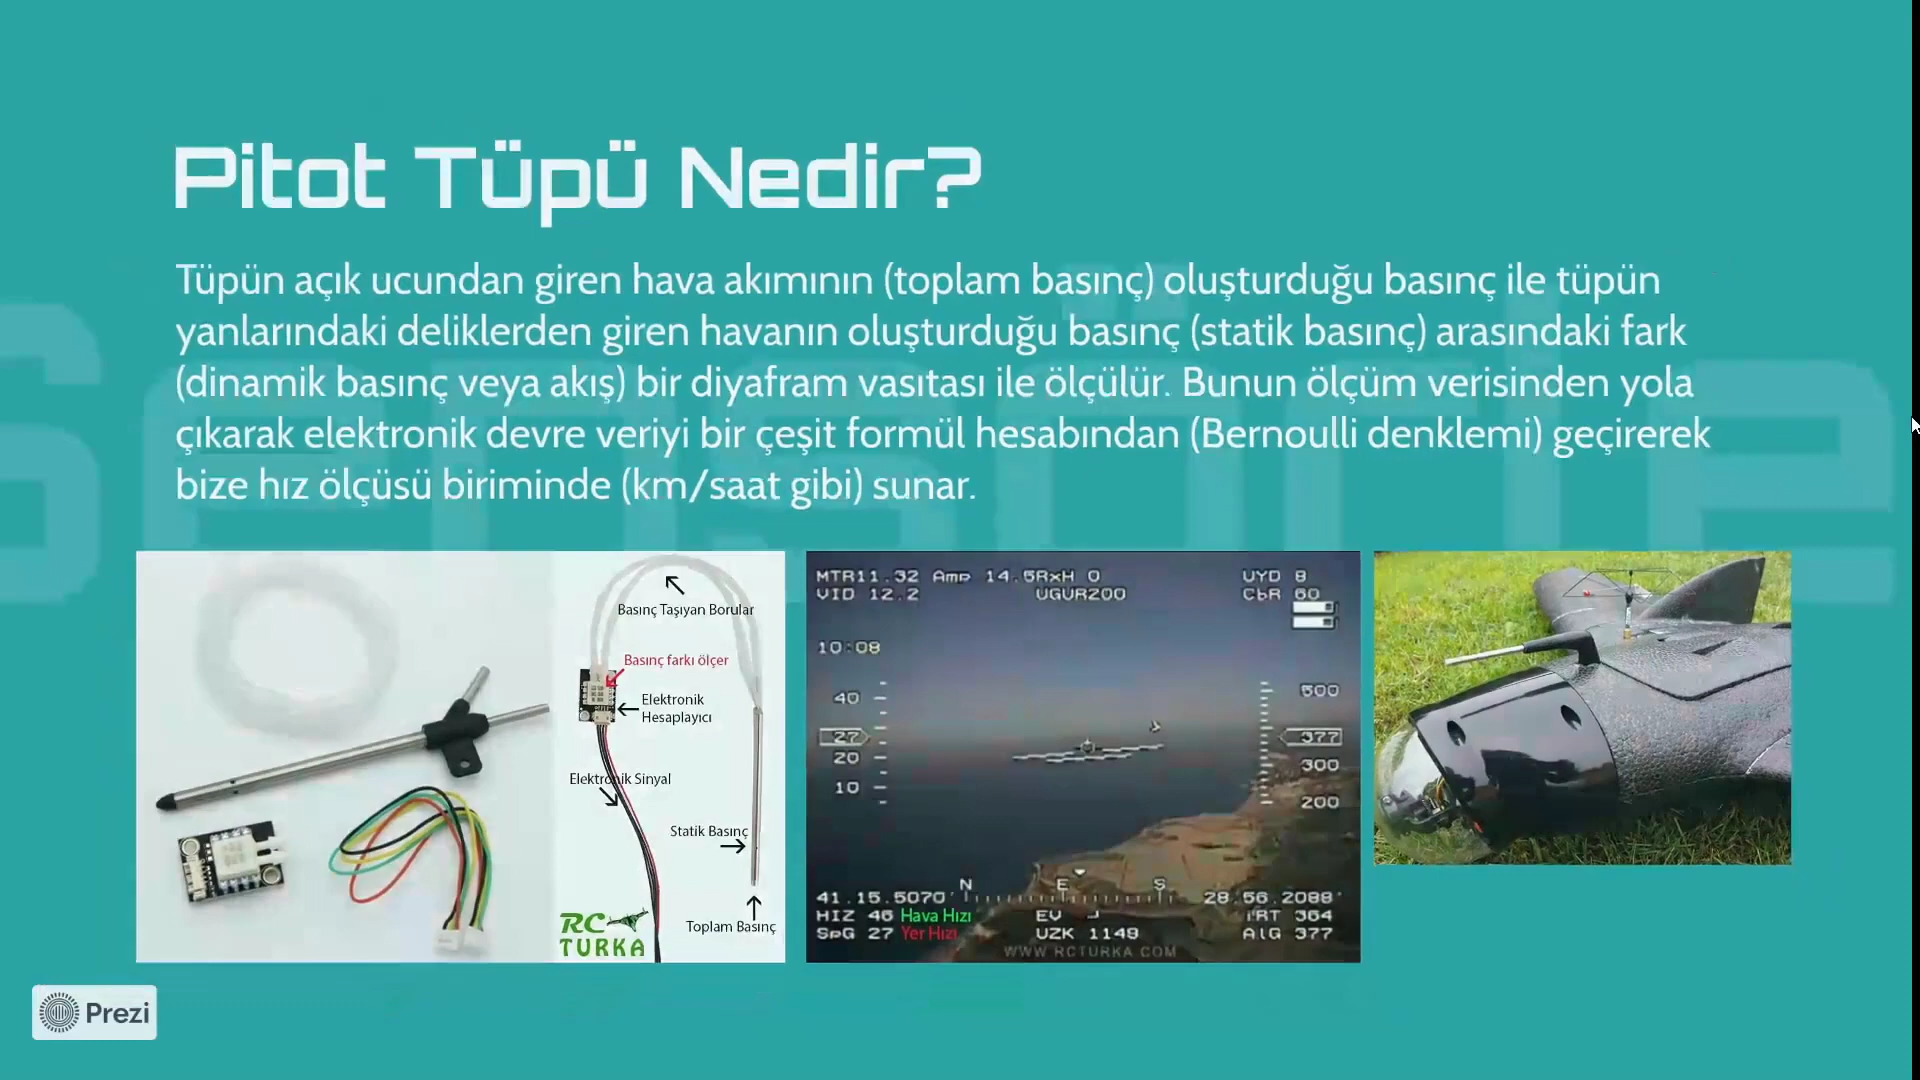 Pitot Tüpü Nedir?
Tüpün açık ucundan giren hava akımının (toplam basınç) oluşturduğu basınç ile tüpün
yanlarındaki deliklerden giren havanın oluşturduğu basınç (statik basınç) arasındaki fark
(dinamik basınç veya akış) bir diyafram vasıtası ile ölçülür. Bunun ölçüm verisinden yola
çıkarak elektronik devre veriyi bir çeşit formül hesabından (Bernoulli denklemi) geçirerek
bize hız ölçüsü biriminde (km/saat gibi) sunar.
Basınç Taşıyan Borular
Basınç farkı ölçer
Elektronik
Hesaplayıcı
Elektronik Sinyal
Statik Basınç
Toplam Basınç
RC
TURKA
MTR11.32 Amp 14.5RxH 0 UYD 8
VID 12.2 UGUR200 CbR 60
10:08
40
27
20
10
500
377
300
200
N E S
41.15.5070' 28.56.2088'
HIZ 46 Hava Hızı EV 364
SpG 27 Yer Hızı UZK 1148 AlG 377
WWW.RCTURKA.COM
Prezi